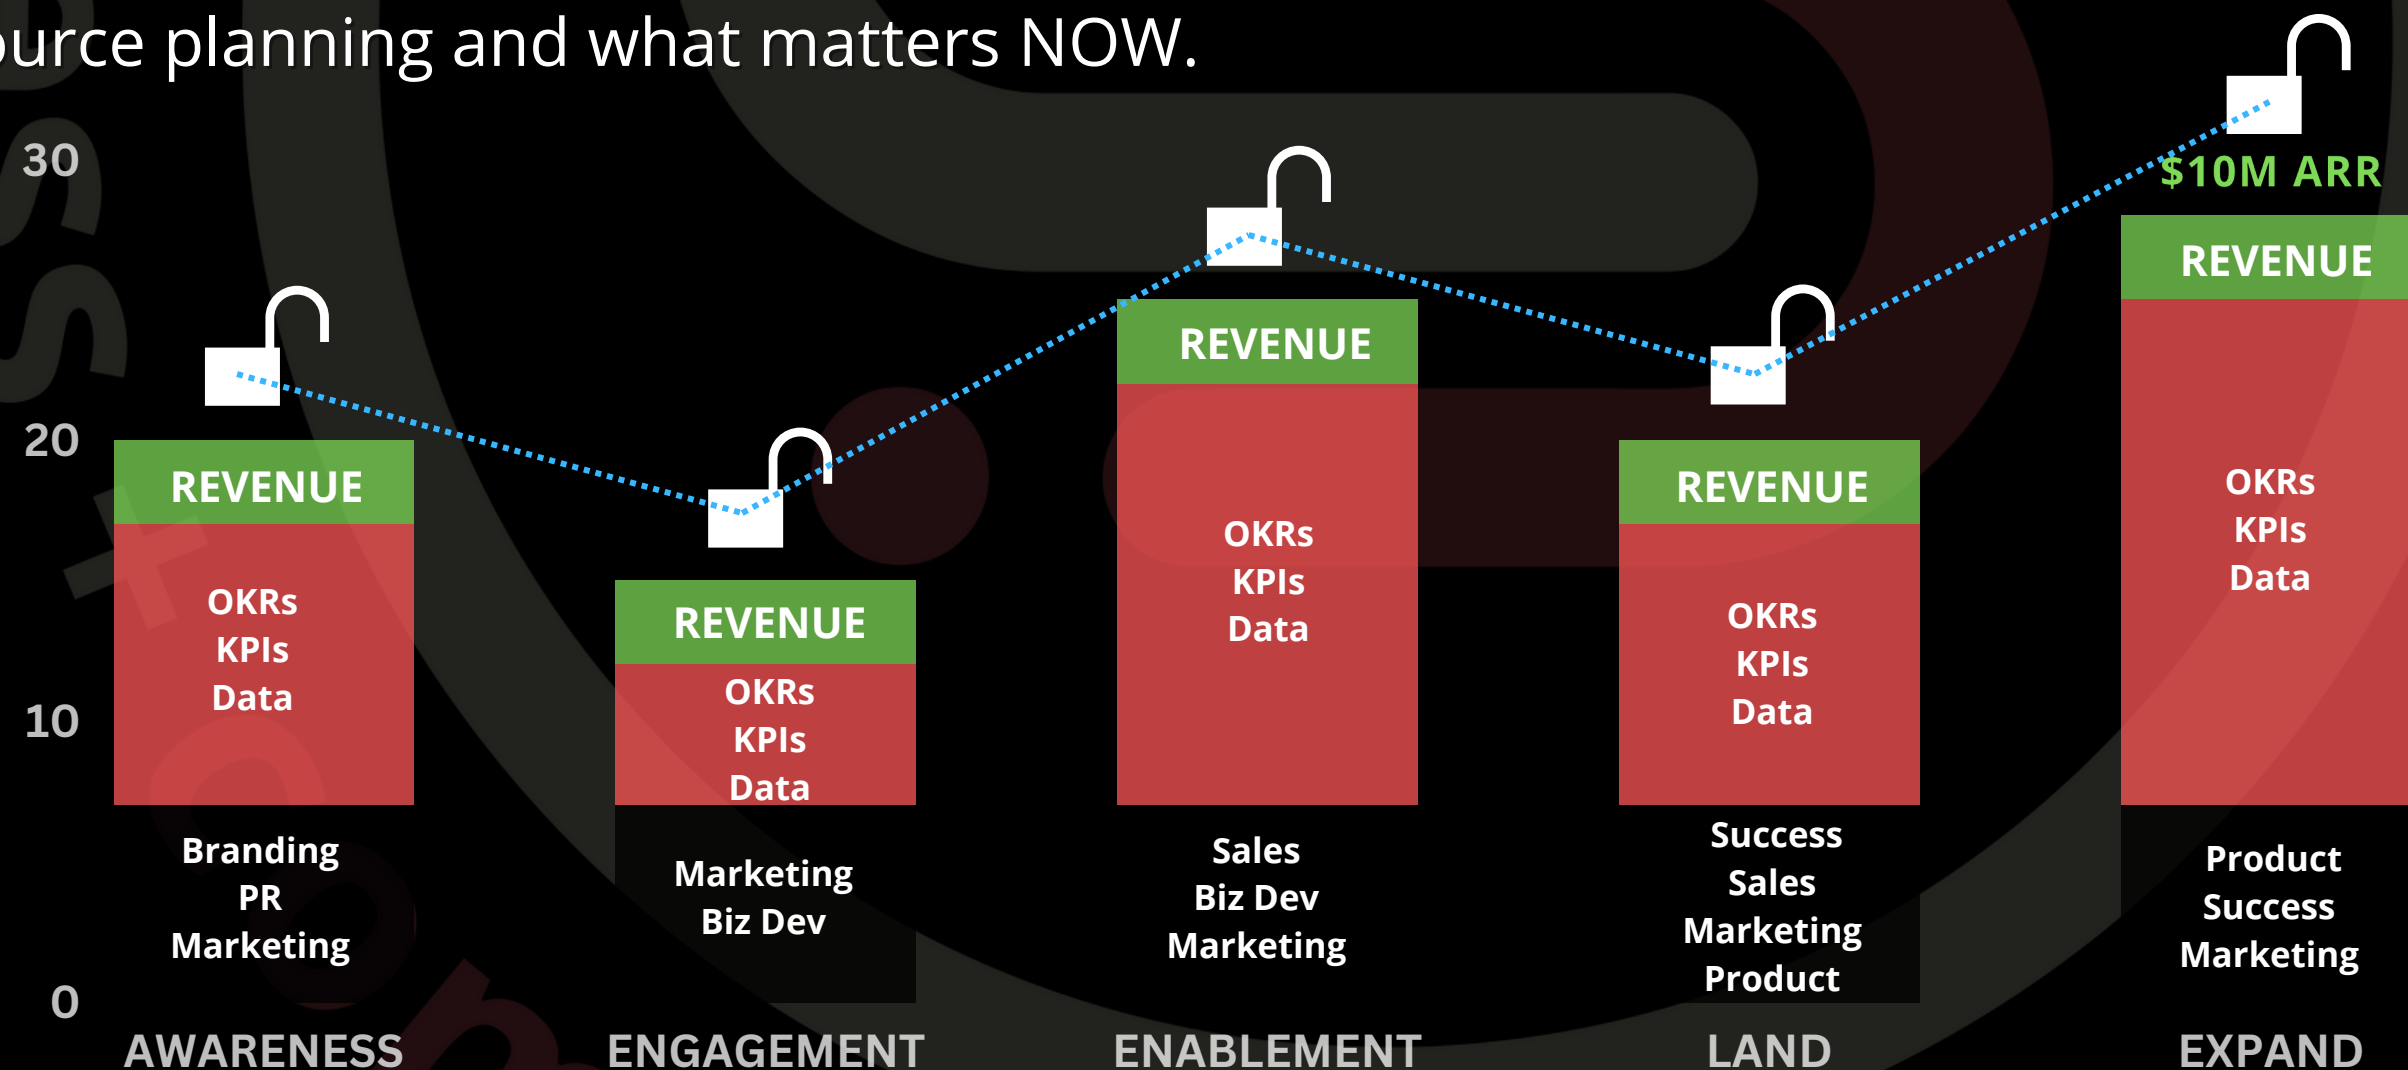 ource planning and what matters NOW.
30
20
10
0
$10M ARR
REVENUE
OKRs
KPIs
Data
Branding
PR
Marketing
AWARENESS
REVENUE
OKRs
KPIs
Data
Marketing
Biz Dev
ENGAGEMENT
REVENUE
OKRs
KPIs
Data
Sales
Biz Dev
Marketing
ENABLEMENT
REVENUE
OKRs
KPIs
Data
Success
Sales
Marketing
Product
LAND
REVENUE
OKRs
KPIs
Data
Product
Success
Marketing
EXPAND